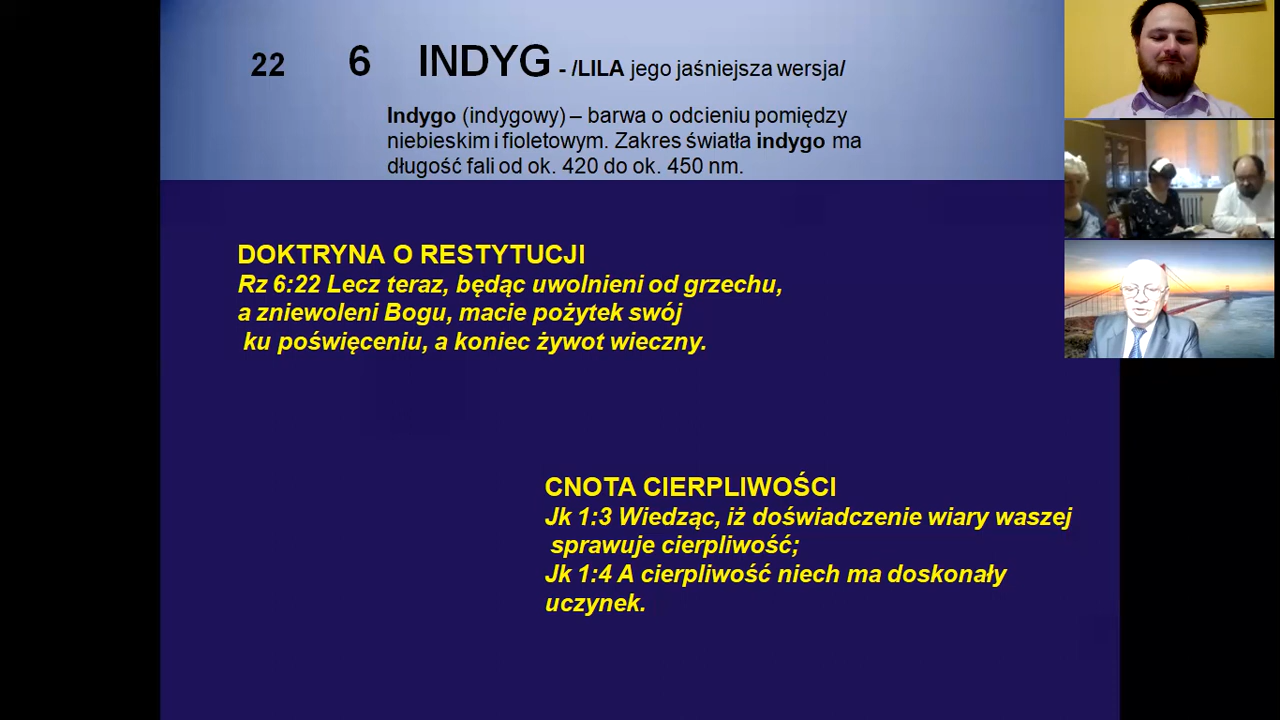 22 6 INDYG - /LILA jego jaśniejsza wersja/
Indygo (indygowy) – barwa o odcieniu pomiędzy
niebieskim i fioletowym. Zakres światła indygo ma
długość fali od ok. 420 do ok. 450 nm.
DOKTRYNA O RESTYTUCJI
Rz 6:22 Lecz teraz, będąc uwolnieni od grzechu,
a zniewoleni Bogu, macie pożytek swój
ku poświęceniu, a koniec żywot wieczny.
CNOTA CIERPLIWOŚCI
Jk 1:3 Wiedząc, iż doświadczenie wiary waszej
sprawuje cierpliwość;
Jk 1:4 A cierpliwość niech ma doskonały
uczynek.